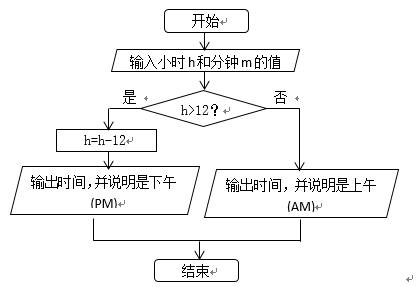 开始
输入小时h和分钟m的值
是
h>12?
否
h=h-12
输出时间,并说明是下午
(PM)
输出时间，并说明是上午
(AM)
结束